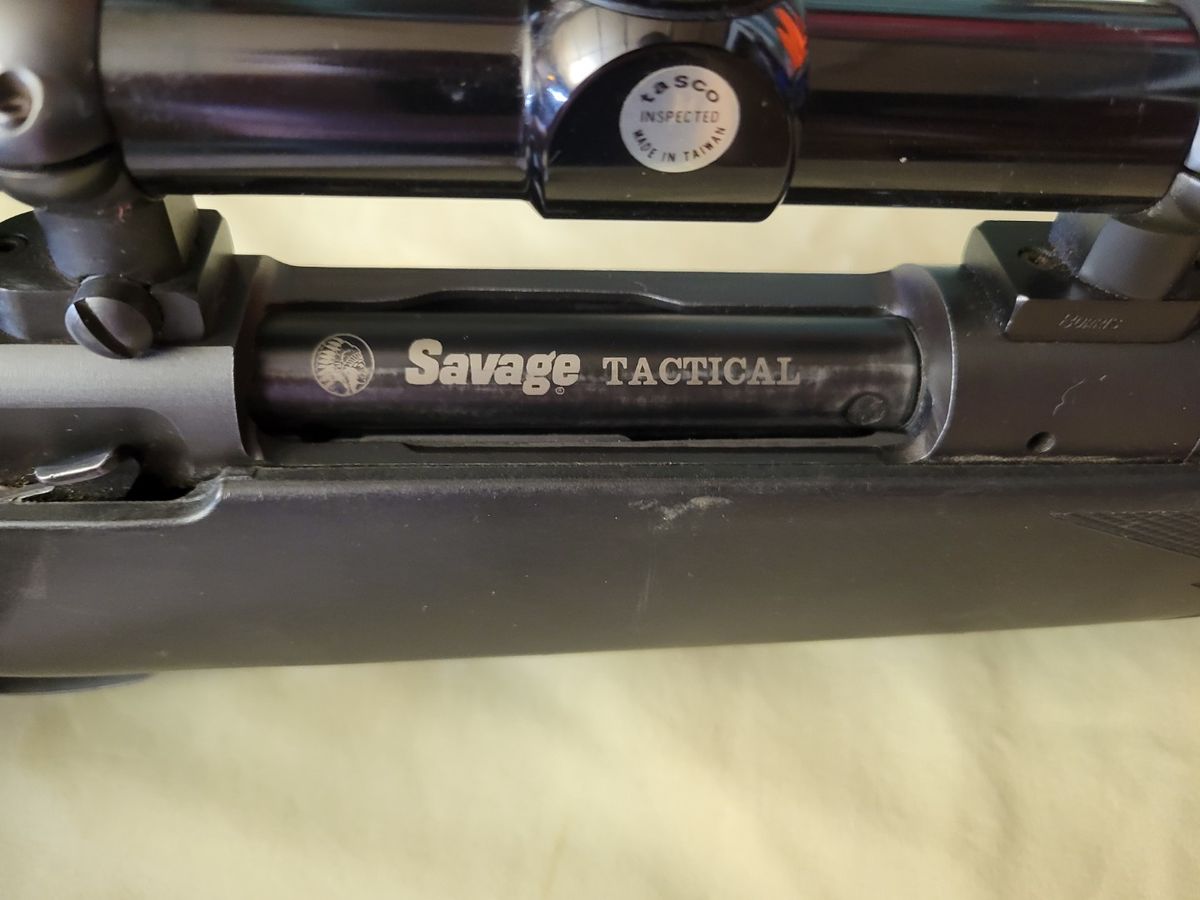 tasco
INSPECTED
MADE IN TAIWAN
Savage® TACTICAL